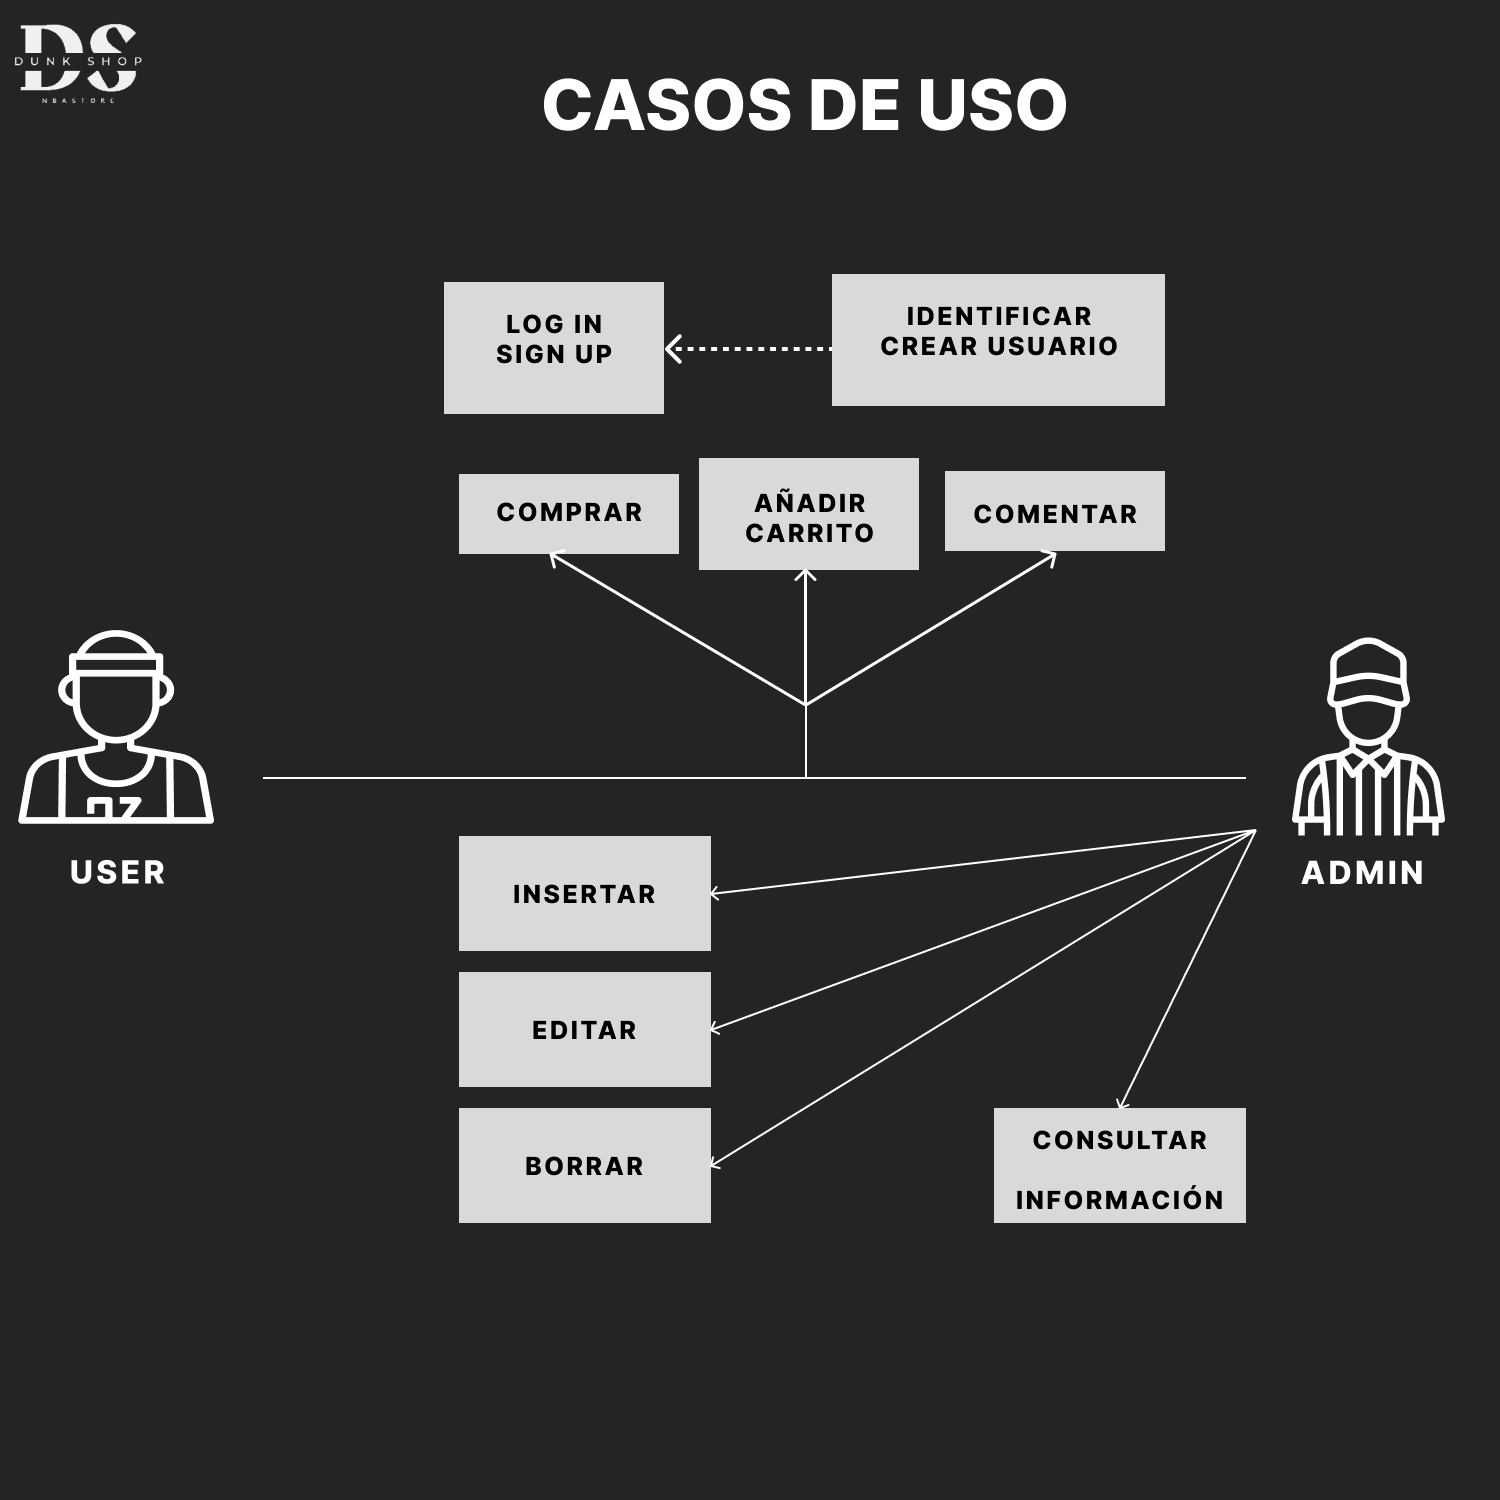 DS
DUNK SHOP
NBASTORE
CASOS DE USO
LOG IN
SIGN UP
IDENTIFICAR
CREAR USUARIO
COMPRAR
AÑADIR
CARRITO
COMENTAR
USER
ADMIN
INSERTAR
EDITAR
BORRAR
CONSULTAR
INFORMACIÓN